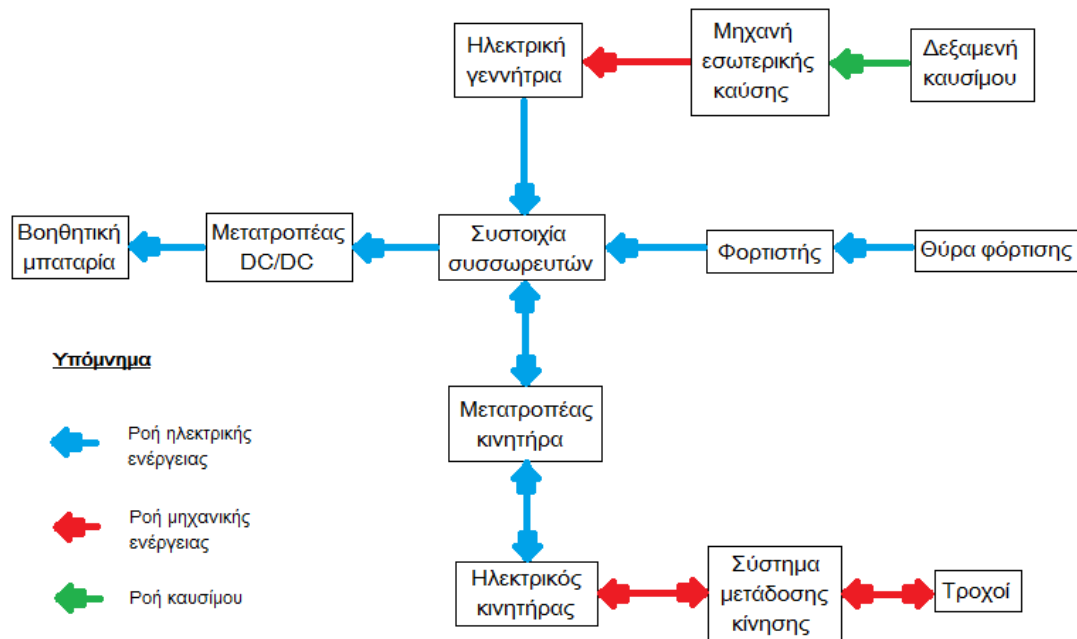 Ηλεκτρική
γεννήτρια
Μηχανή
εσωτερικής
καύσης
Δεξαμενή
καυσίμου
Βοηθητική
μπαταρία
Μετατροπέας
DC/DC
Συστοιχία
συσσωρευτών
Φορτιστής
Θύρα φόρτισης
Υπόμνημα
Ροή ηλεκτρικής
ενέργειας
Ροή μηχανικής
ενέργειας
Ροή καυσίμου
Μετατροπέας
κινητήρα
Ηλεκτρικός
κινητήρας
Σύστημα
μετάδοσης
κίνησης
Τροχοί